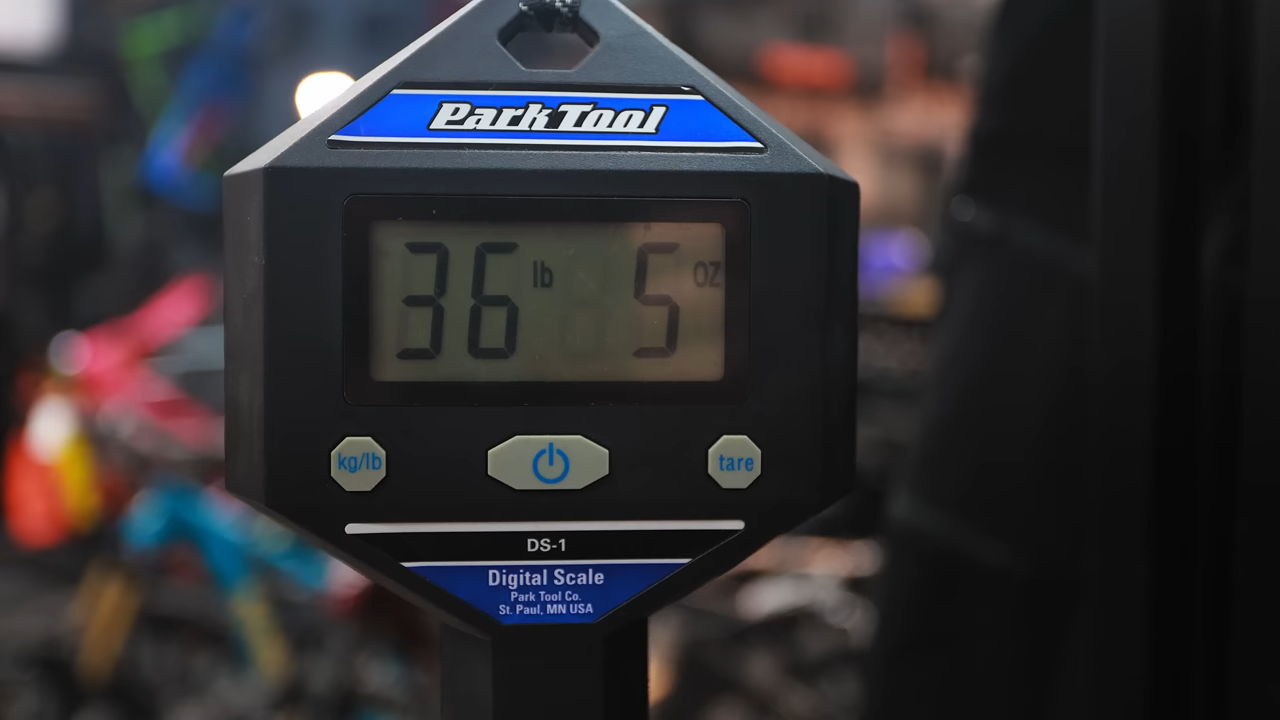 Park Tool
36 lb 5 oz
kg/lb tare
DS-1
Digital Scale
Park Tool Co.
St. Paul, MN USA